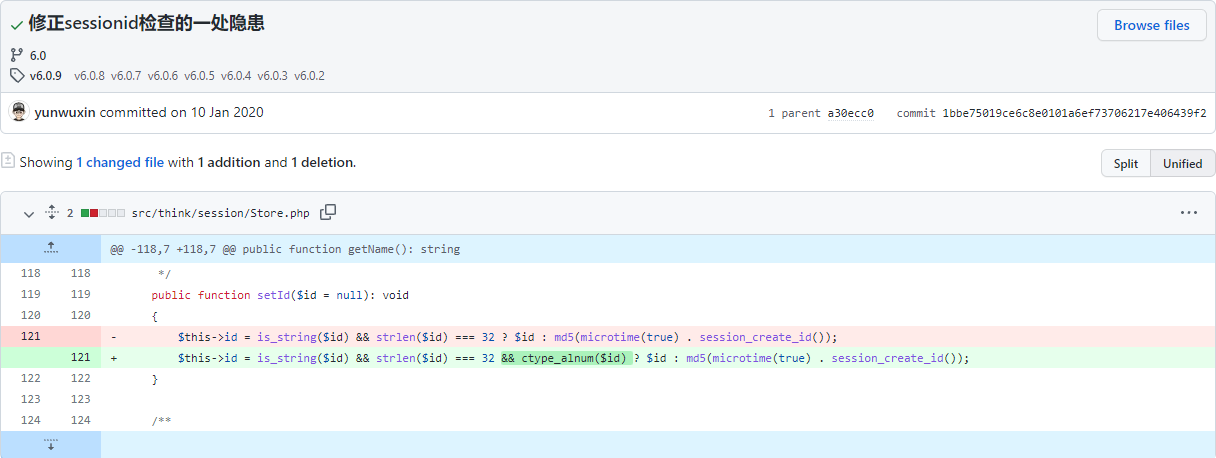 修正sessionid检查的一处隐患
Browse files
6.0
v6.0.9 v6.0.8 v6.0.7 v6.0.6 v6.0.5 v6.0.4 v6.0.3 v6.0.2
yunwuxin committed on 10 Jan 2020
1 parent a30ecc0 commit 1bbe75019ce6c8e0101a6ef73706217e406439f2
Showing 1 changed file with 1 addition and 1 deletion.
Split Unified
2 src/think/session/Store.php
@@ -118,7 +118,7 @@ public function getName(): string
118 118 */
119 119 public function setId($id = null): void
120 120 {
121 - $this->id = is_string($id) && strlen($id) === 32 ? $id : md5(microtime(true) . session_create_id());
121 + $this->id = is_string($id) && strlen($id) === 32 && ctype_alnum($id) ? $id : md5(microtime(true) . session_create_id());
122 122 }
123 123
124 124 /**